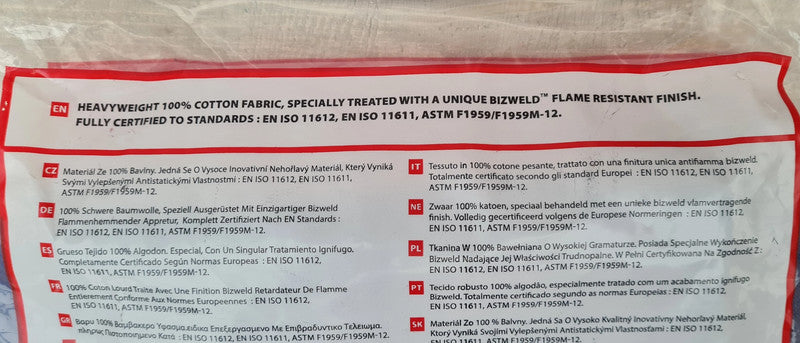 EN HEAVYWEIGHT 100% COTTON FABRIC, SPECIALLY TREATED WITH A UNIQUE BIZWELD™ FLAME RESISTANT FINISH.
FULLY CERTIFIED TO STANDARDS : EN ISO 11612, EN ISO 11611, ASTM F1959/F1959M-12.
CZ Materiál Ze 100% Bavlny. Jedná Se O Vysoce Inovativní Nehořlavý Materiál, Který Vyniká
Svými Vylepšenými Antistatickými Vlastnostmí : EN ISO 11612, EN ISO 11611,
ASTM F1959/F1959M-12.
DE 100% Schwere Baumwolle, Speziell Ausgerüstet Mit Einzigartiger Bizweld
Flammenhemmender Appretur, Komplett Zertifiziert Nach EN Standards :
EN ISO 11612, EN ISO 11611, ASTM F1959/F1959M-12.
ES Grueso Tejido 100% Algodon. Especial, Con Un Singular Tratamiento Ignifugo.
Completamente Certificado Según Normas Europeas : EN ISO 11612,
EN ISO 11611, ASTM F1959/F1959M-12.
FR 100% Coton Lourd Traite Avec Une Finition Bizweld Retardateur De Flamme
Entierement Conforme Aux Normes Europeennes : EN ISO 11612,
EN ISO 11611, ASTM F1959/F1959M-12.
GR Βαρυ 100% Βαμβακερο Υφασμα,ειδικα Επεξεργασμενο Με Επιβραδυντικο Τελειωμα.
πληρως Πιστοποιημενο Κατα : EN ISO 11612, EN ISO 11611, ASTM F1959/F1959M-12.
IT Tessuto in 100% cotone pesante, trattato con una finitura unica antifiamma bizweld.
Totalmente certificato secondo gli standard Europei : EN ISO 11612, EN ISO 11611,
ASTM F1959/F1959M-12.
NE Zwaar 100% katoen, speciaal behandeld met een unieke bizweld vlamvertragende
finish. Volledig gecertificeerd volgens de Europese Normeringen : EN ISO 11612,
EN ISO 11611, ASTM F1959/F1959M-12.
PL Tkanina W 100% Bawełniana O Wysokiej Gramaturze. Posiada Specjalne Wykończenie
Bizweld Nadające Jej Właściwości Trudnopalne. W Pełni Certyfikowana Na Zgodność Z :
EN ISO 11612, EN ISO 11611, ASTM F1959/F1959M-12.
PT Tecido robusto 100% algodão, especialmente tratado com um acabamento ignífugo
Bizweld. Totalmente certificado segundo as normas Europeias : EN ISO 11612,
EN ISO 11611, ASTM F1959/F1959M-12.
SK Materiál Zo 100 % Balvny. Jedná Sa O Vysoko Kvalitný Inovatívny Nehorľavý Materiál,
Ktorý Vyniká Svojimi Vylepšenými Antistatickými Vlastnosťami : EN ISO 11612,
EN ISO 11611, ASTM F1959/F1959M-12.